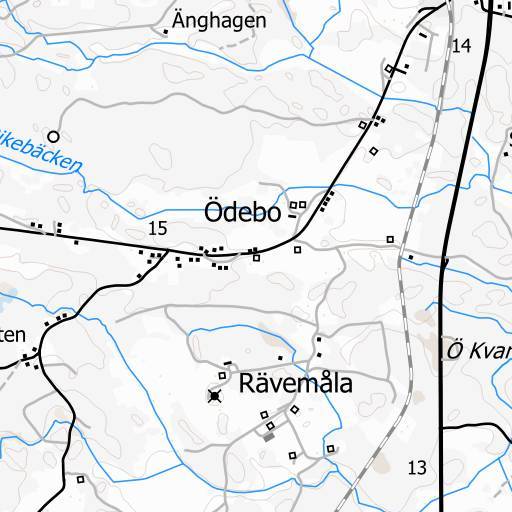 Änghagen
14
ikebäcken
Ödebo
15
ten
Ö Kvar
Rävemåla
13